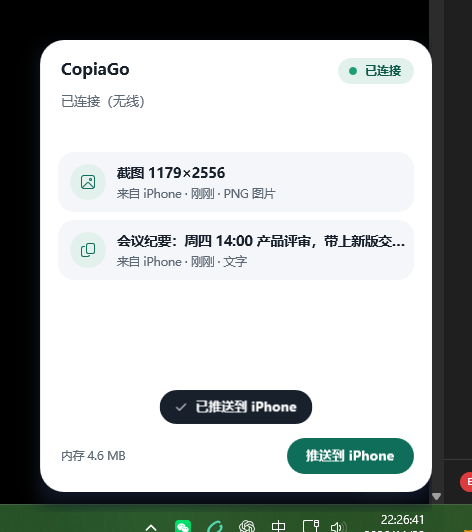 CopiaGo
已连接
已连接（无线）
截图 1179×2556
来自 iPhone · 刚刚 · PNG 图片
会议纪要：周四 14:00 产品评审，带上新版交…
来自 iPhone · 刚刚 · 文字
已推送到 iPhone
内存 4.6 MB
推送到 iPhone
中
22:26:41